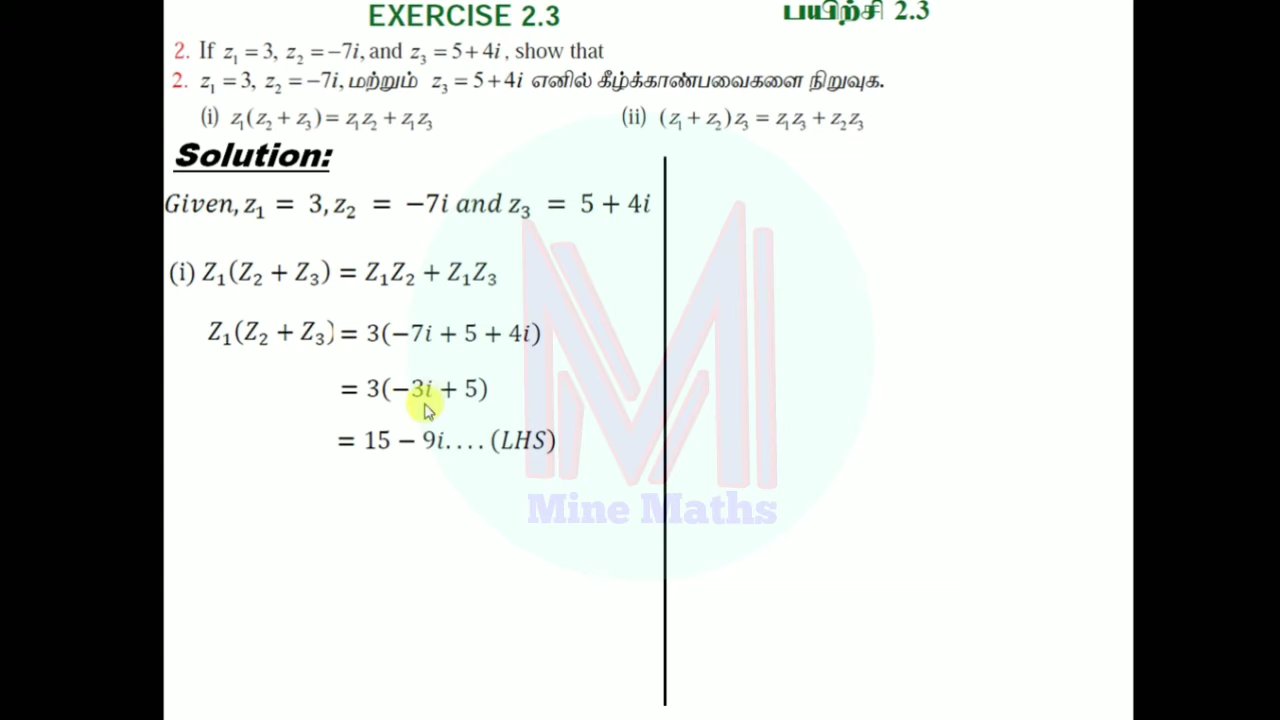 EXERCISE 2.3
பயிற்சி 2.3
2. If z₁ = 3, z₂ = −7i, and z₃ = 5 + 4i , show that
2. z₁ = 3, z₂ = −7i, மற்றும் z₃ = 5 + 4i எனில் கீழ்க்காண்பவைகளை நிறுவுக.
(i) z₁(z₂ + z₃) = z₁z₂ + z₁z₃ (ii) (z₁ + z₂)z₃ = z₁z₃ + z₂z₃
Solution:
Given, z₁ = 3, z₂ = −7i and z₃ = 5 + 4i
(i) Z₁(Z₂ + Z₃) = Z₁Z₂ + Z₁Z₃
Z₁(Z₂ + Z₃) = 3(−7i + 5 + 4i)
= 3(−3i + 5)
= 15 − 9i.... (LHS)
Mine Maths